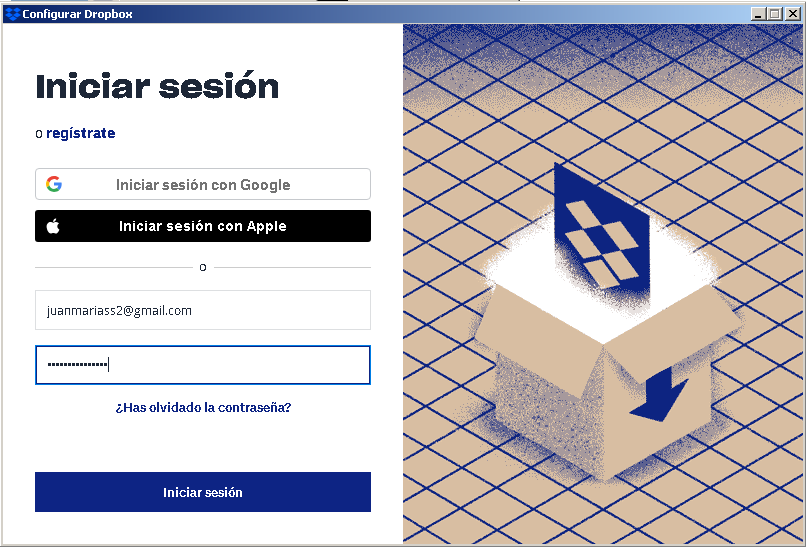 Configurar Dropbox
Iniciar sesión
o regístrate
Iniciar sesión con Google
Iniciar sesión con Apple
o
juanmariass2@gmail.com
••••••••••••••
¿Has olvidado la contraseña?
Iniciar sesión